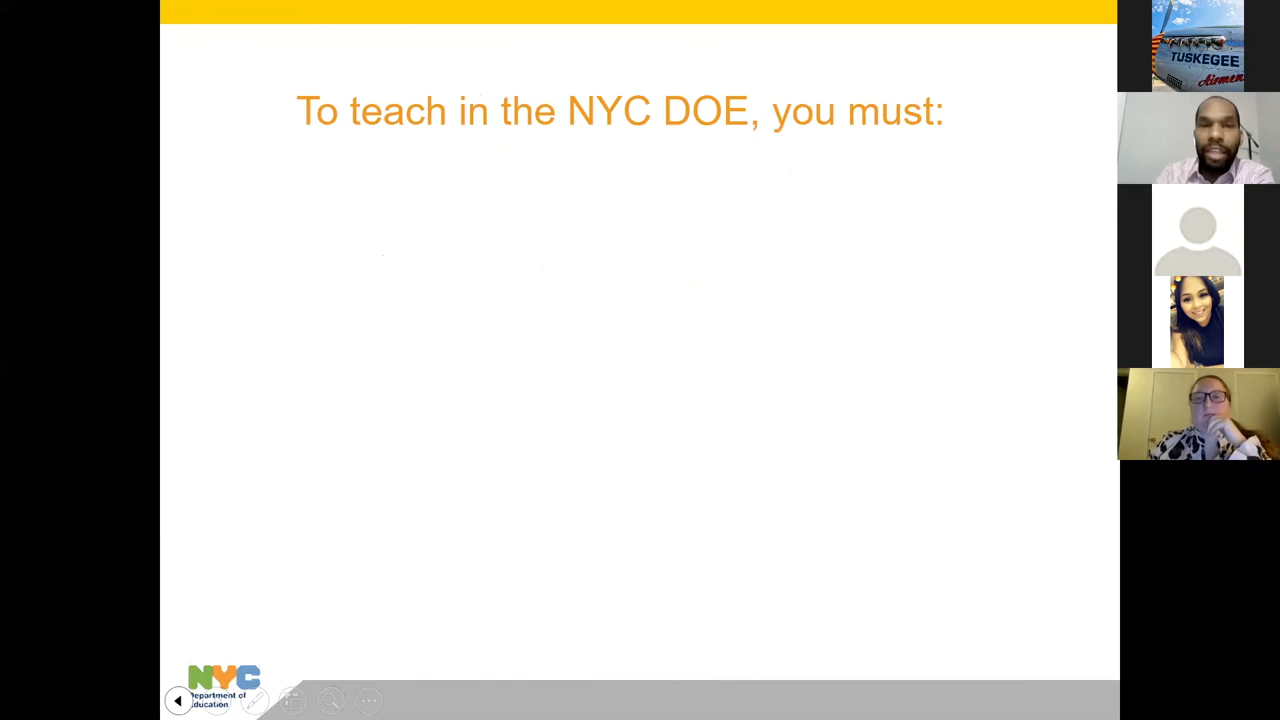 To teach in the NYC DOE, you must:
TUSKEGEE
Airmen
NYC
Department of
Education